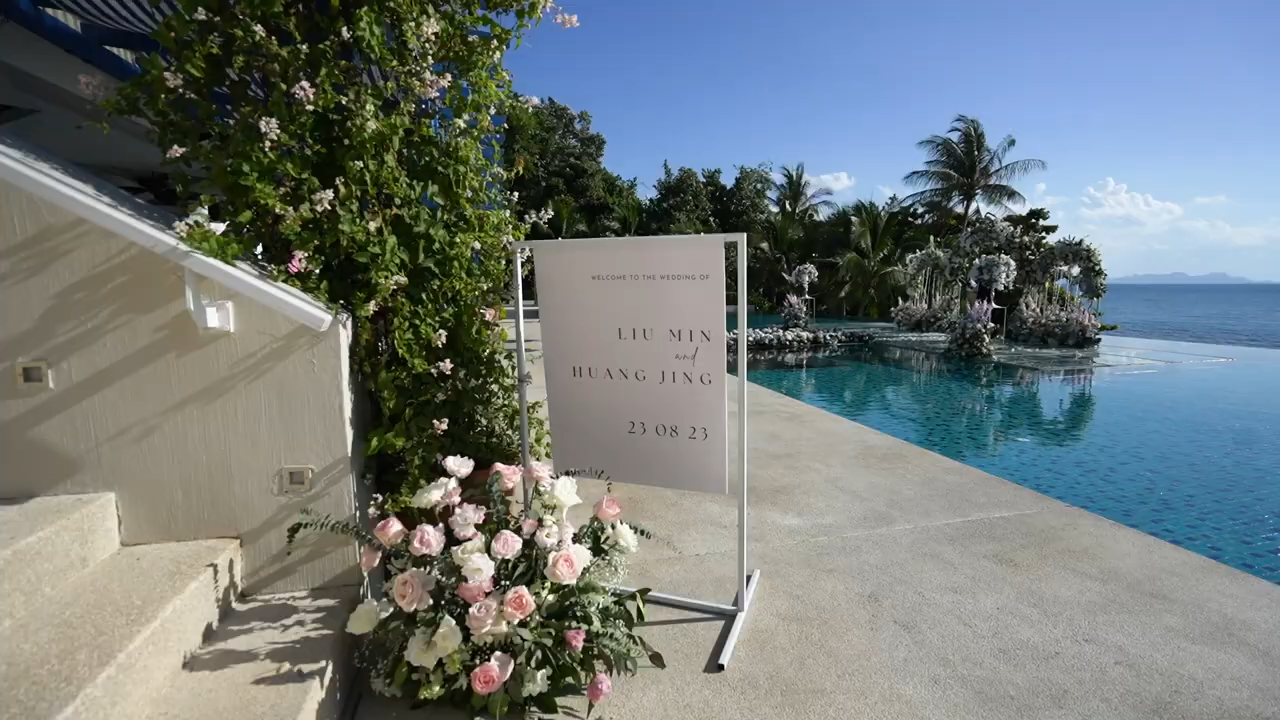 WELCOME TO THE WEDDING OF
LIU MIN
and
HUANG JING
23 08 23